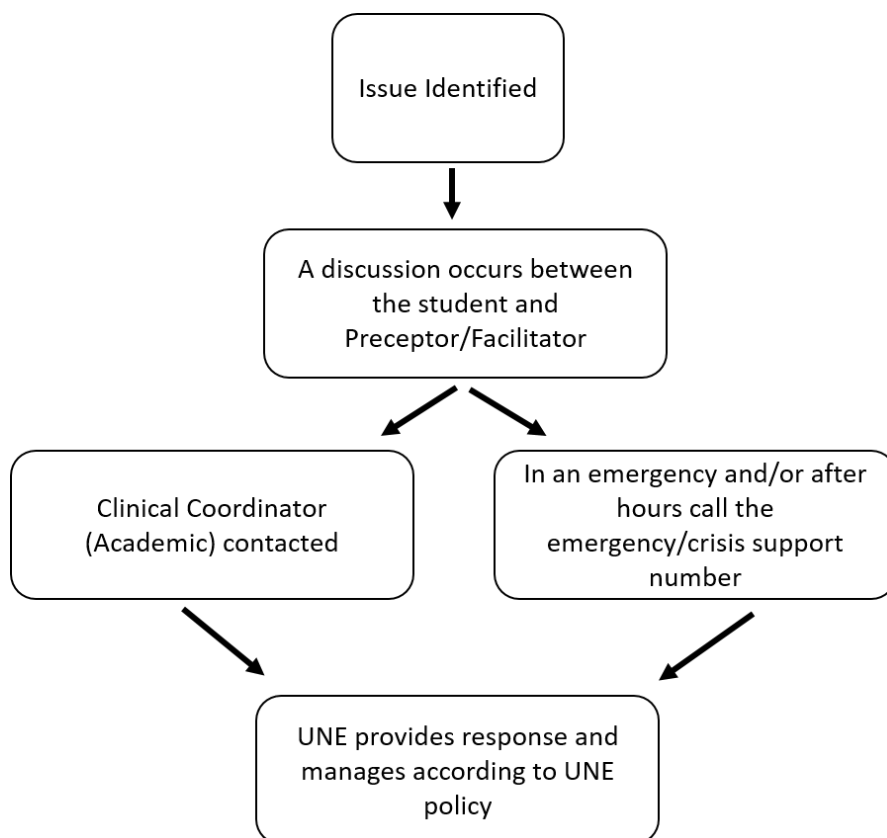 Issue Identified
A discussion occurs between
the student and
Preceptor/Facilitator
Clinical Coordinator
(Academic) contacted
In an emergency and/or after
hours call the
emergency/crisis support
number
UNE provides response and
manages according to UNE
policy